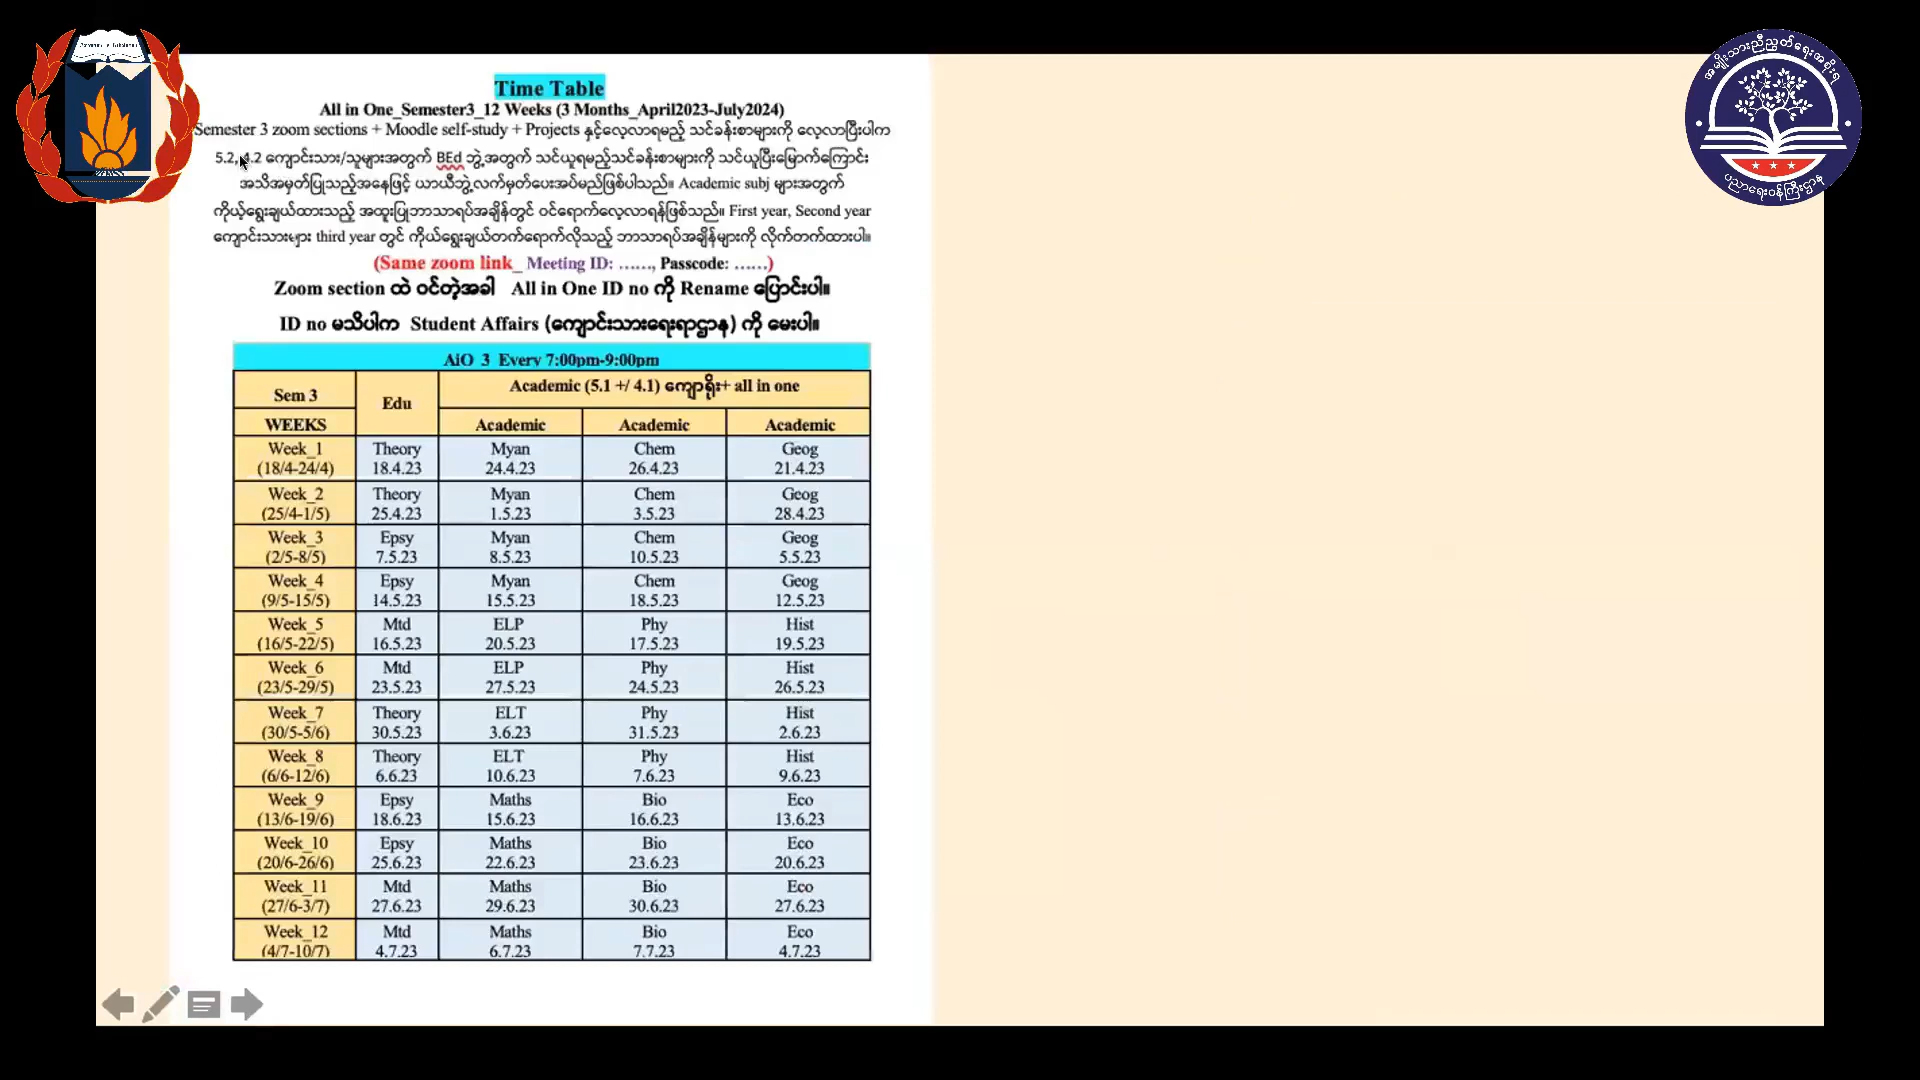 အမျိုးသားညီညွတ်ရေးအစိုးရ
ပညာရေးဝန်ကြီးဌာန
Time Table
All in One_Semester3_12 Weeks (3 Months_April2023-July2024)
Semester 3 zoom sections + Moodle self-study + Projects နှင့်လေ့လာရမည့် သင်ခန်းစာများကို လေ့လာပြီးပါက
5.2, 4.2 ကျောင်းသား/သူများအတွက် BEd ဘွဲ့အတွက် သင်ယူရမည့်သင်ခန်းစာများကို သင်ယူပြီးမြောက်ကြောင်း
အသိအမှတ်ပြုသည့်အနေဖြင့် ယာယီဘွဲ့လက်မှတ်ပေးအပ်မည်ဖြစ်ပါသည်။ Academic subj များအတွက်
ကိုယ့်ရွေးချယ်ထားသည့် အထူးပြုဘာသာရပ်အချိန်တွင် ဝင်ရောက်လေ့လာရန်ဖြစ်သည်။ First year, Second year
ကျောင်းသားများ third year တွင် ကိုယ်ရွေးချယ်တက်ရောက်လိုသည့် ဘာသာရပ်အချိန်များကို လိုက်တက်ထားပါ။
(Same zoom link_ Meeting ID: ......, Passcode: ......)
Zoom section ထဲ ဝင်တဲ့အခါ All in One ID no ကို Rename ပြောင်းပါ။
ID no မသိပါက Student Affairs (ကျောင်းသားရေးရာဌာန) ကို မေးပါ။
AiO_3_Every 7:00pm-9:00pm
Sem 3 Edu Academic (5.1 +/ 4.1) ကျောရိုး+ all in one
WEEKS Academic Academic Academic
Week_1 Theory Myan Chem Geog
(18/4-24/4) 18.4.23 24.4.23 26.4.23 21.4.23
Week_2 Theory Myan Chem Geog
(25/4-1/5) 25.4.23 1.5.23 3.5.23 28.4.23
Week_3 Epsy Myan Chem Geog
(2/5-8/5) 7.5.23 8.5.23 10.5.23 5.5.23
Week_4 Epsy Myan Chem Geog
(9/5-15/5) 14.5.23 15.5.23 18.5.23 12.5.23
Week_5 Mtd ELP Phy Hist
(16/5-22/5) 16.5.23 20.5.23 17.5.23 19.5.23
Week_6 Mtd ELP Phy Hist
(23/5-29/5) 23.5.23 27.5.23 24.5.23 26.5.23
Week_7 Theory ELT Phy Hist
(30/5-5/6) 30.5.23 3.6.23 31.5.23 2.6.23
Week_8 Theory ELT Phy Hist
(6/6-12/6) 6.6.23 10.6.23 7.6.23 9.6.23
Week_9 Epsy Maths Bio Eco
(13/6-19/6) 18.6.23 15.6.23 16.6.23 13.6.23
Week_10 Epsy Maths Bio Eco
(20/6-26/6) 25.6.23 22.6.23 23.6.23 20.6.23
Week_11 Mtd Maths Bio Eco
(27/6-3/7) 27.6.23 29.6.23 30.6.23 27.6.23
Week_12 Mtd Maths Bio Eco
(4/7-10/7) 4.7.23 6.7.23 7.7.23 4.7.23